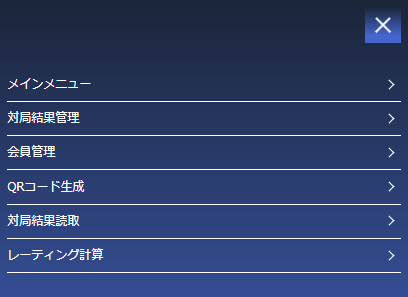 メインメニュー
対局結果管理
会員管理
QRコード生成
対局結果読取
レーティング計算